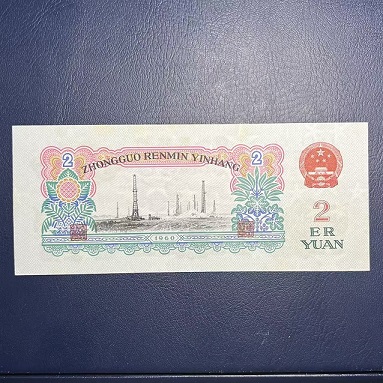 ZHONGGUO RENMIN YINHANG
2
2
1960
2
ER
YUAN